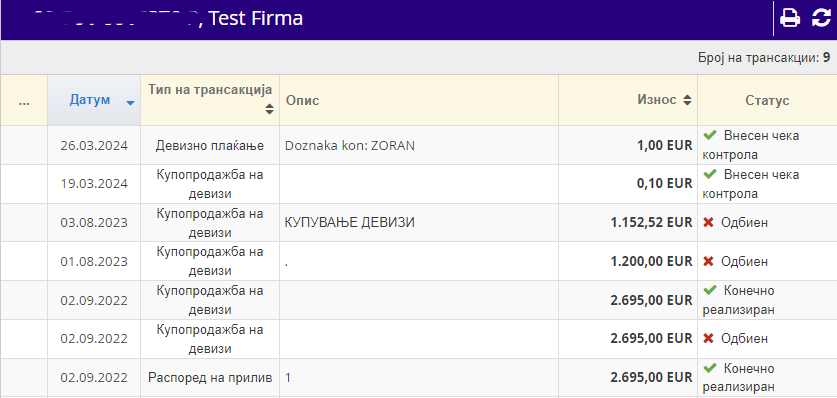 , Test Firma
Број на трансакции: 9
... Датум Тип на трансакција Опис Износ Статус
26.03.2024 Девизно плаќање Doznaka kon: ZORAN 1,00 EUR Внесен чека
контрола
19.03.2024 Купопродажба на
девизи 0,10 EUR Внесен чека
контрола
03.08.2023 Купопродажба на
девизи КУПУВАЊЕ ДЕВИЗИ 1.152,52 EUR Одбиен
01.08.2023 Купопродажба на
девизи . 1.200,00 EUR Одбиен
02.09.2022 Купопродажба на
девизи 2.695,00 EUR Конечно
реализиран
02.09.2022 Купопродажба на
девизи 2.695,00 EUR Одбиен
02.09.2022 Распоред на прилив 1 2.695,00 EUR Конечно
реализиран